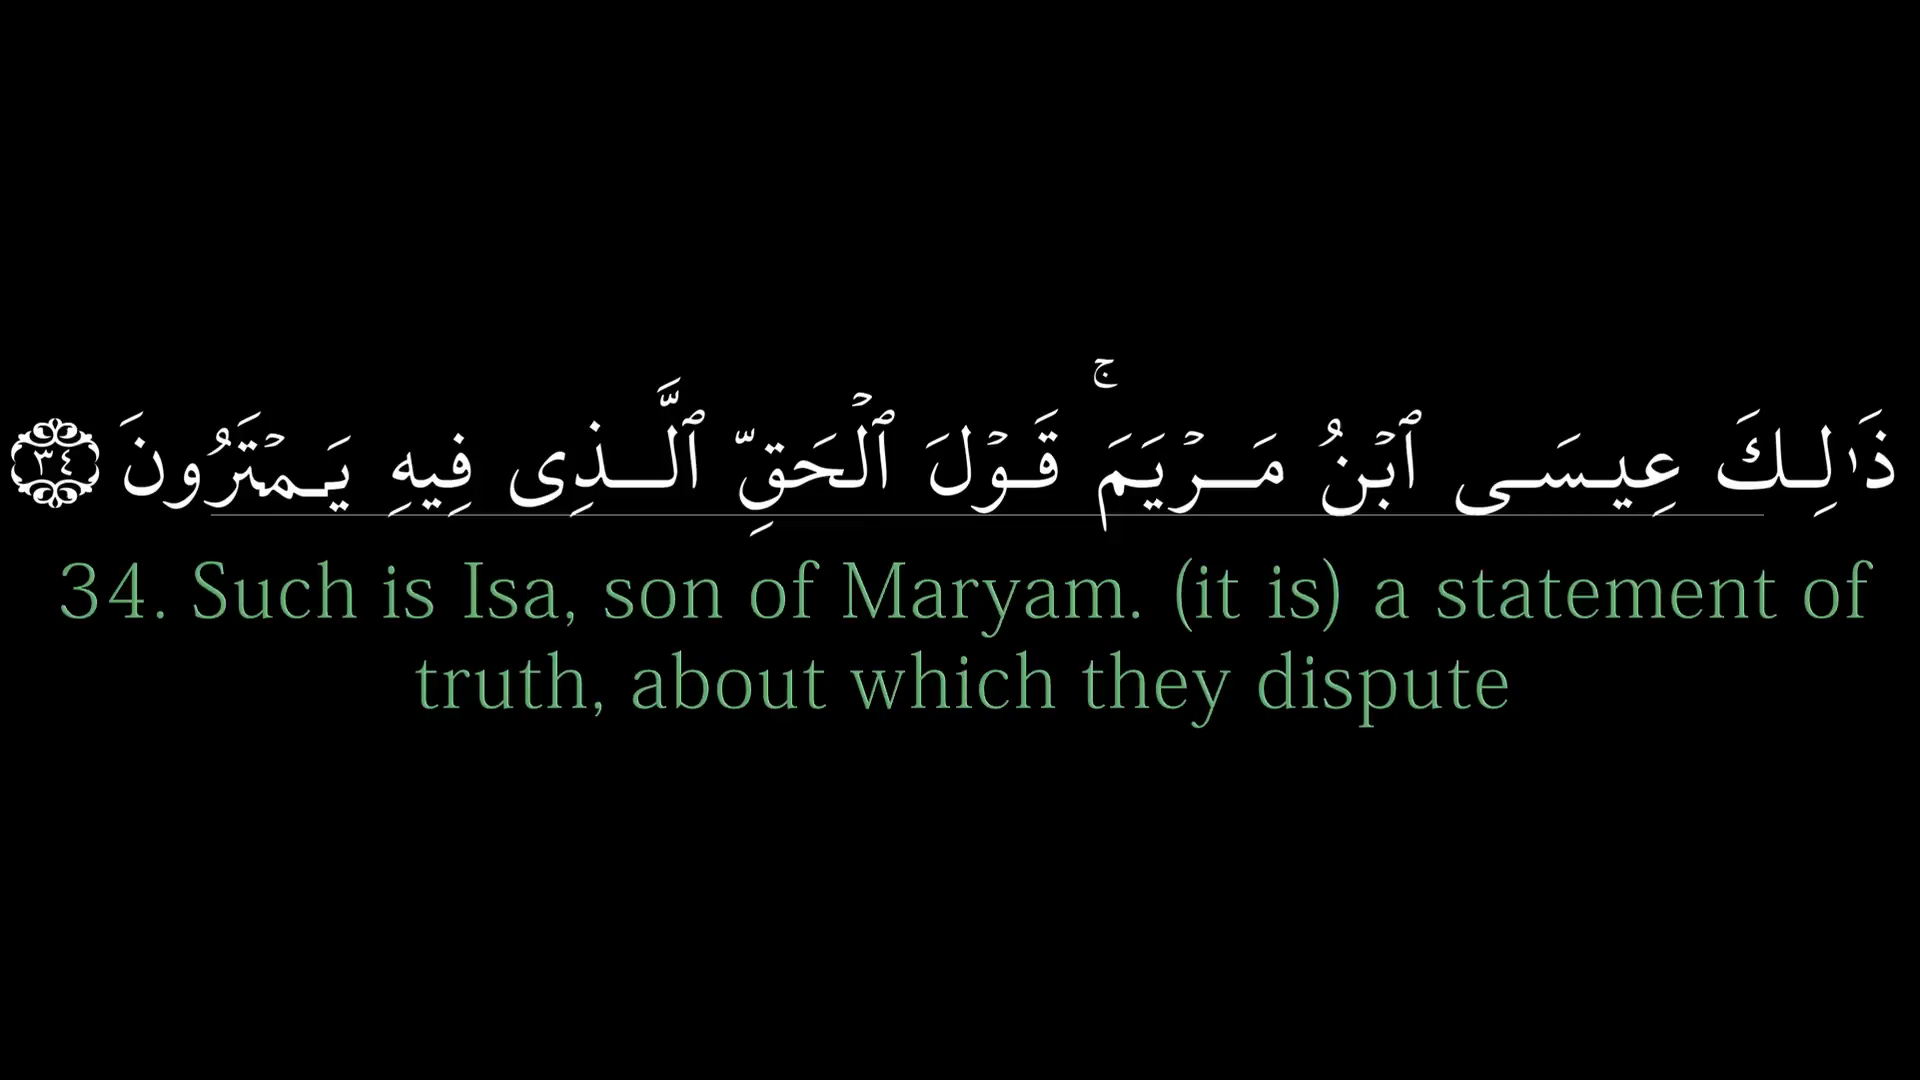 ذَٰلِكَ عِيسَى ٱبْنُ مَرْيَمَ ۚ قَوْلَ ٱلْحَقِّ ٱلَّذِى فِيهِ يَمْتَرُونَ ٣٤
34. Such is Isa, son of Maryam. (it is) a statement of
truth, about which they dispute